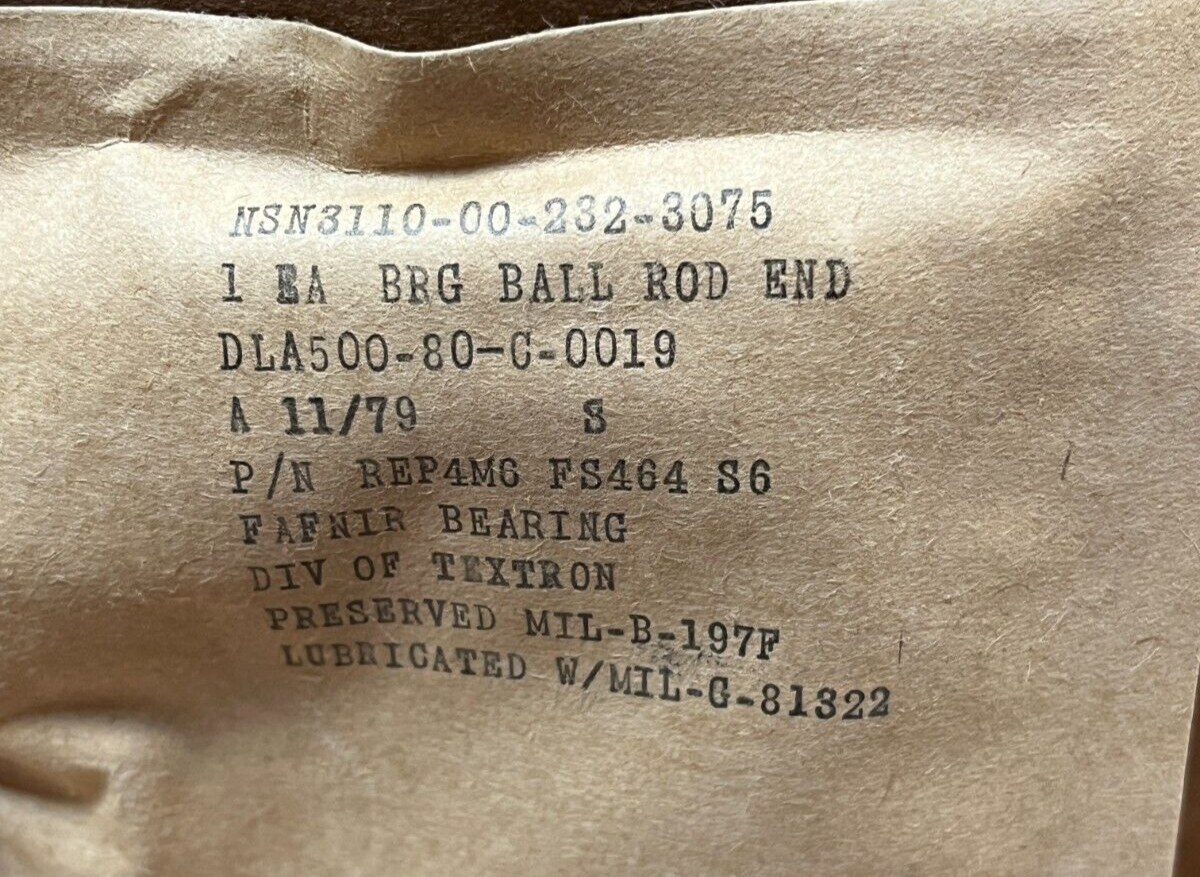 NSN3110-00-232-3075
1 EA BRG BALL ROD END
DLA500-80-C-0019
A 11/79 S
P/N REP4M6 FS464 S6
FAFNIR BEARING
DIV OF TEXTRON
PRESERVED MIL-B-197F
LUBRICATED W/MIL-G-81322